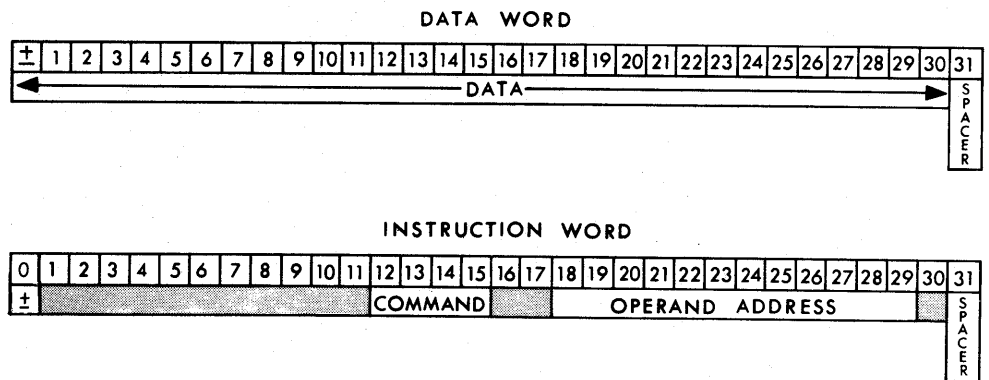 DATA WORD
± 1 2 3 4 5 6 7 8 9 10 11 12 13 14 15 16 17 18 19 20 21 22 23 24 25 26 27 28 29 30 31
DATA
SPACER
INSTRUCTION WORD
0 1 2 3 4 5 6 7 8 9 10 11 12 13 14 15 16 17 18 19 20 21 22 23 24 25 26 27 28 29 30 31
± COMMAND OPERAND ADDRESS
SPACER